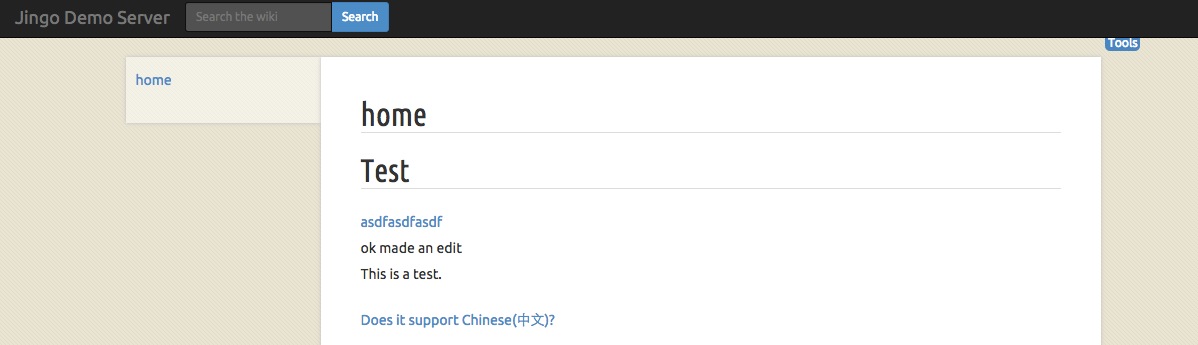 Jingo Demo Server
Search the wiki
Search
Tools
home
home
Test
asdfasdfasdf
ok made an edit
This is a test.
Does it support Chinese(中文)?